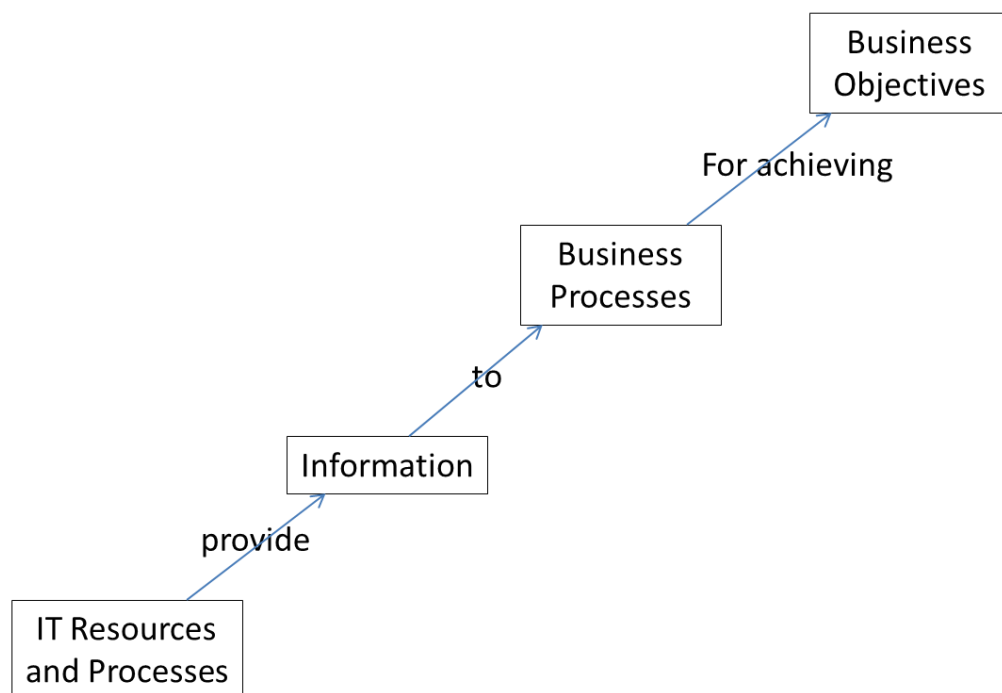 Business
Objectives
For achieving
Business
Processes
to
Information
provide
IT Resources
and Processes